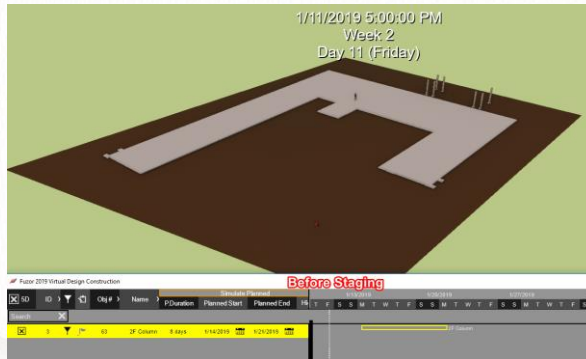 1/11/2019 5:00:00 PM
Week 2
Day 11 (Friday)
Fuzor 2019 Virtual Design Construction
Before Staging
Simulate Planned
5D ID Obj # Name P.Duration Planned Start Planned End
T F S S M T W T F S S M T W T F S S M T W T F S
Search X
3 63 2F Column 8 days 1/14/2019 1/21/2019 2F Column